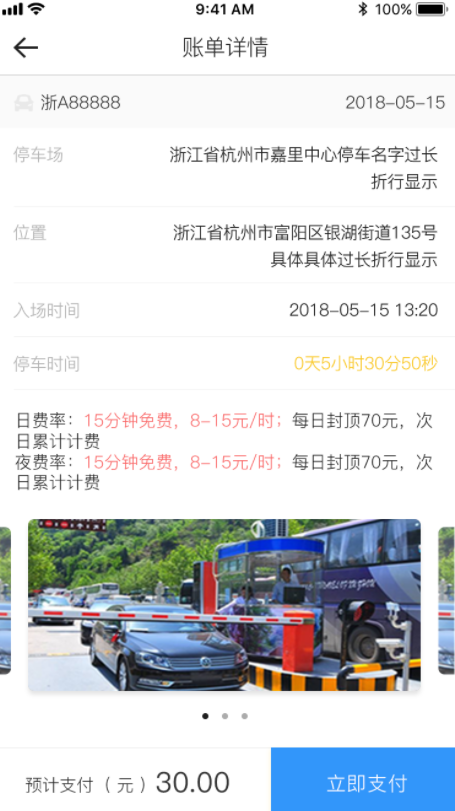 9:41 AM 100%
账单详情
浙A88888 2018-05-15
停车场 浙江省杭州市嘉里中心停车名字过长
折行显示
位置 浙江省杭州市富阳区银湖街道135号
具体具体过长折行显示
入场时间 2018-05-15 13:20
停车时间 0天5小时30分50秒
日费率：15分钟免费，8-15元/时；每日封顶70元，次
日累计计费
夜费率：15分钟免费，8-15元/时；每日封顶70元，次
日累计计费
预计支付（元）30.00 立即支付